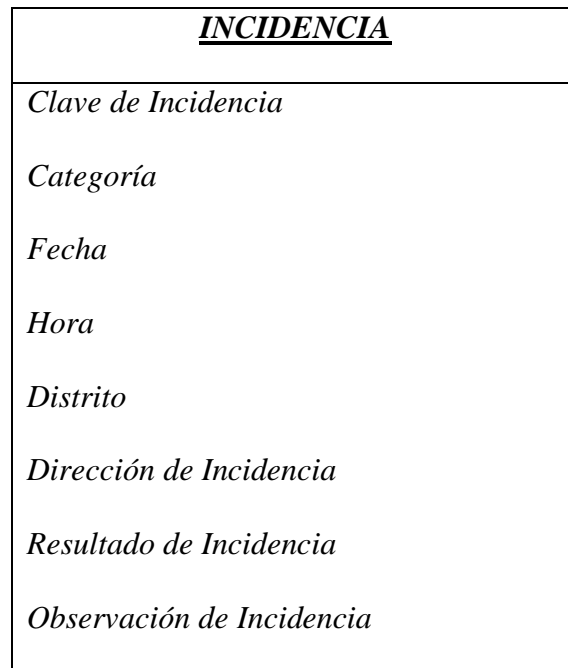 INCIDENCIA
Clave de Incidencia
Categoría
Fecha
Hora
Distrito
Dirección de Incidencia
Resultado de Incidencia
Observación de Incidencia